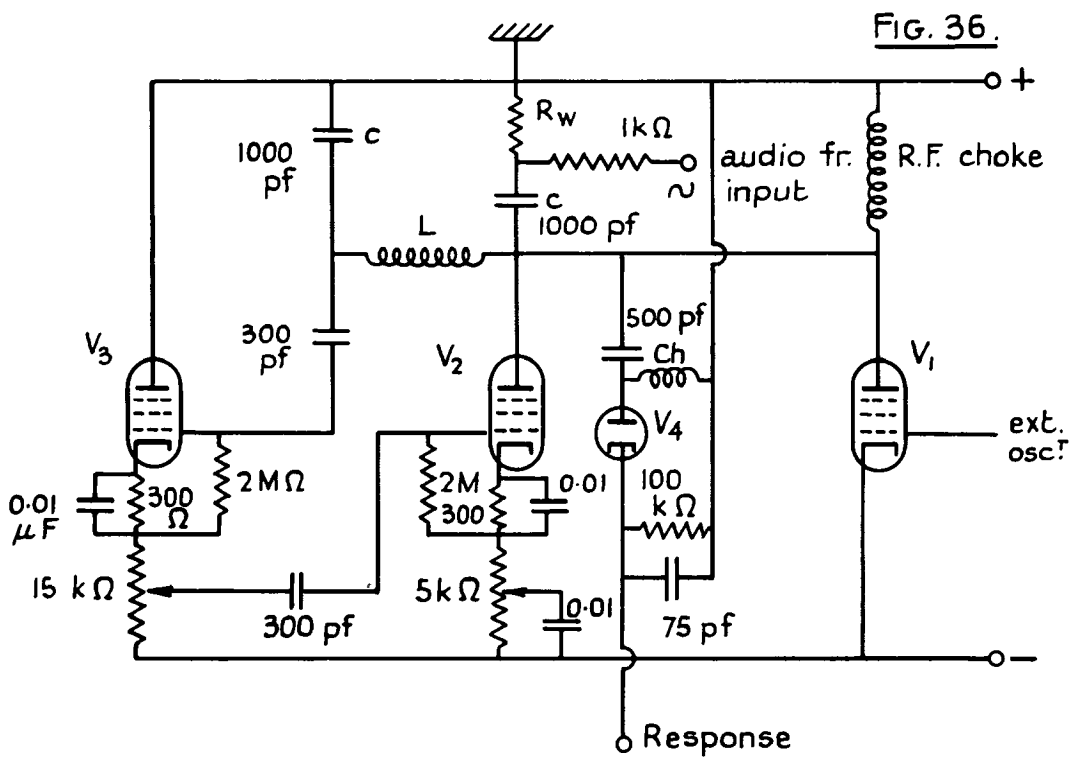 FIG. 36.
+
R_W
1kΩ
c
1000
pf
audio fr.
input
~
R.F. choke
c
1000 pf
L
300
pf
500 pf
Ch
V₃
V₂
V₄
V₁
ext.
oscᵀ.
0.01
μF
300
Ω
2MΩ
2M
300
0.01
100
kΩ
15 kΩ
300 pf
5kΩ
0.01
75 pf
−
Response